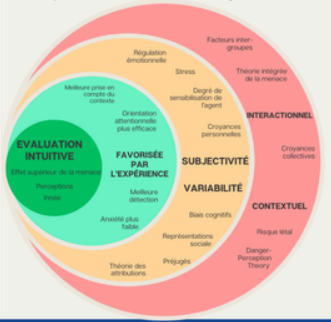 Facteurs inter-
groupes
Régulation
émotionnelle
Stress
Théorie intégrée
de la menace
Meilleure prise en
compte du
contexte
Degré de
sensibilisation de
l'agent
Orientation
attentionnelle
plus efficace
INTERACTIONNEL
Croyances
personnelles
EVALUATION
INTUITIVE
FAVORISÉE
PAR
L'EXPÉRIENCE
SUBJECTIVITÉ
Croyances
collectives
Effet supérieur de la menace
Perceptions
Innée
VARIABILITÉ
Meilleure
détection
CONTEXTUEL
Biais cognitifs
Anxiété plus
faible
Représentations
sociale
Risque létal
Préjugés
Danger-
Perception
Theory
Théorie des
attributions